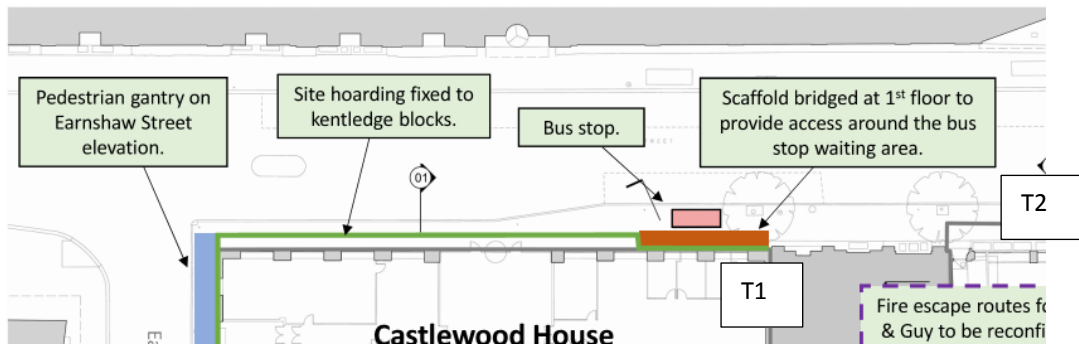 Pedestrian gantry on
Earnshaw Street
elevation.
Site hoarding fixed to
kentledge blocks.
Bus stop.
Scaffold bridged at 1st floor to
provide access around the bus
stop waiting area.
01
T2
T1
Castlewood House
Fire escape routes
& Guy to be